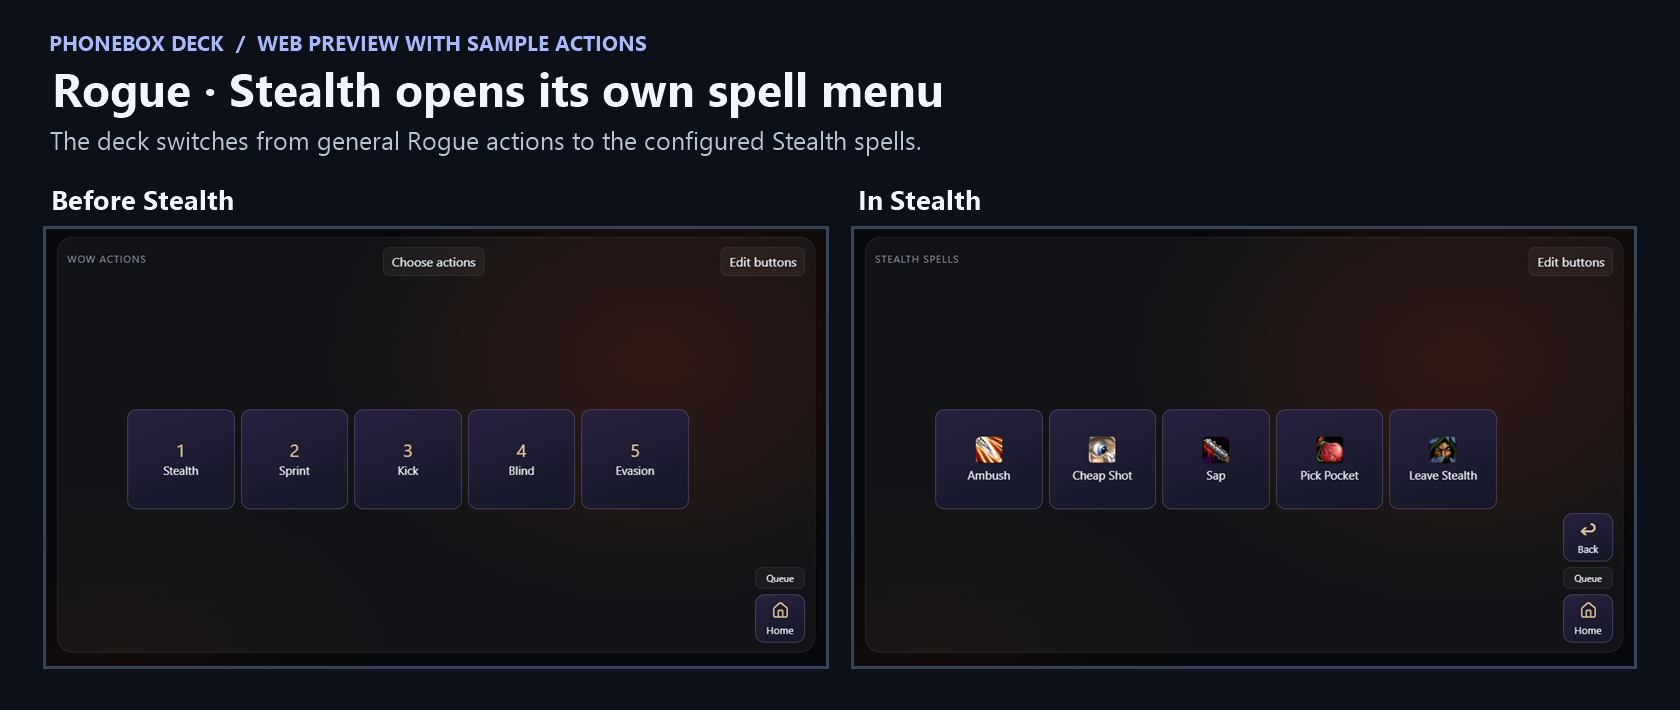 PHONEBOX DECK / WEB PREVIEW WITH SAMPLE ACTIONS
Rogue · Stealth opens its own spell menu
The deck switches from general Rogue actions to the configured Stealth spells.
Before Stealth
WOW ACTIONS
Choose actions
Edit buttons
1
Stealth
2
Sprint
3
Kick
4
Blind
5
Evasion
Queue
Home
In Stealth
STEALTH SPELLS
Edit buttons
Ambush
Cheap Shot
Sap
Pick Pocket
Leave Stealth
Back
Queue
Home